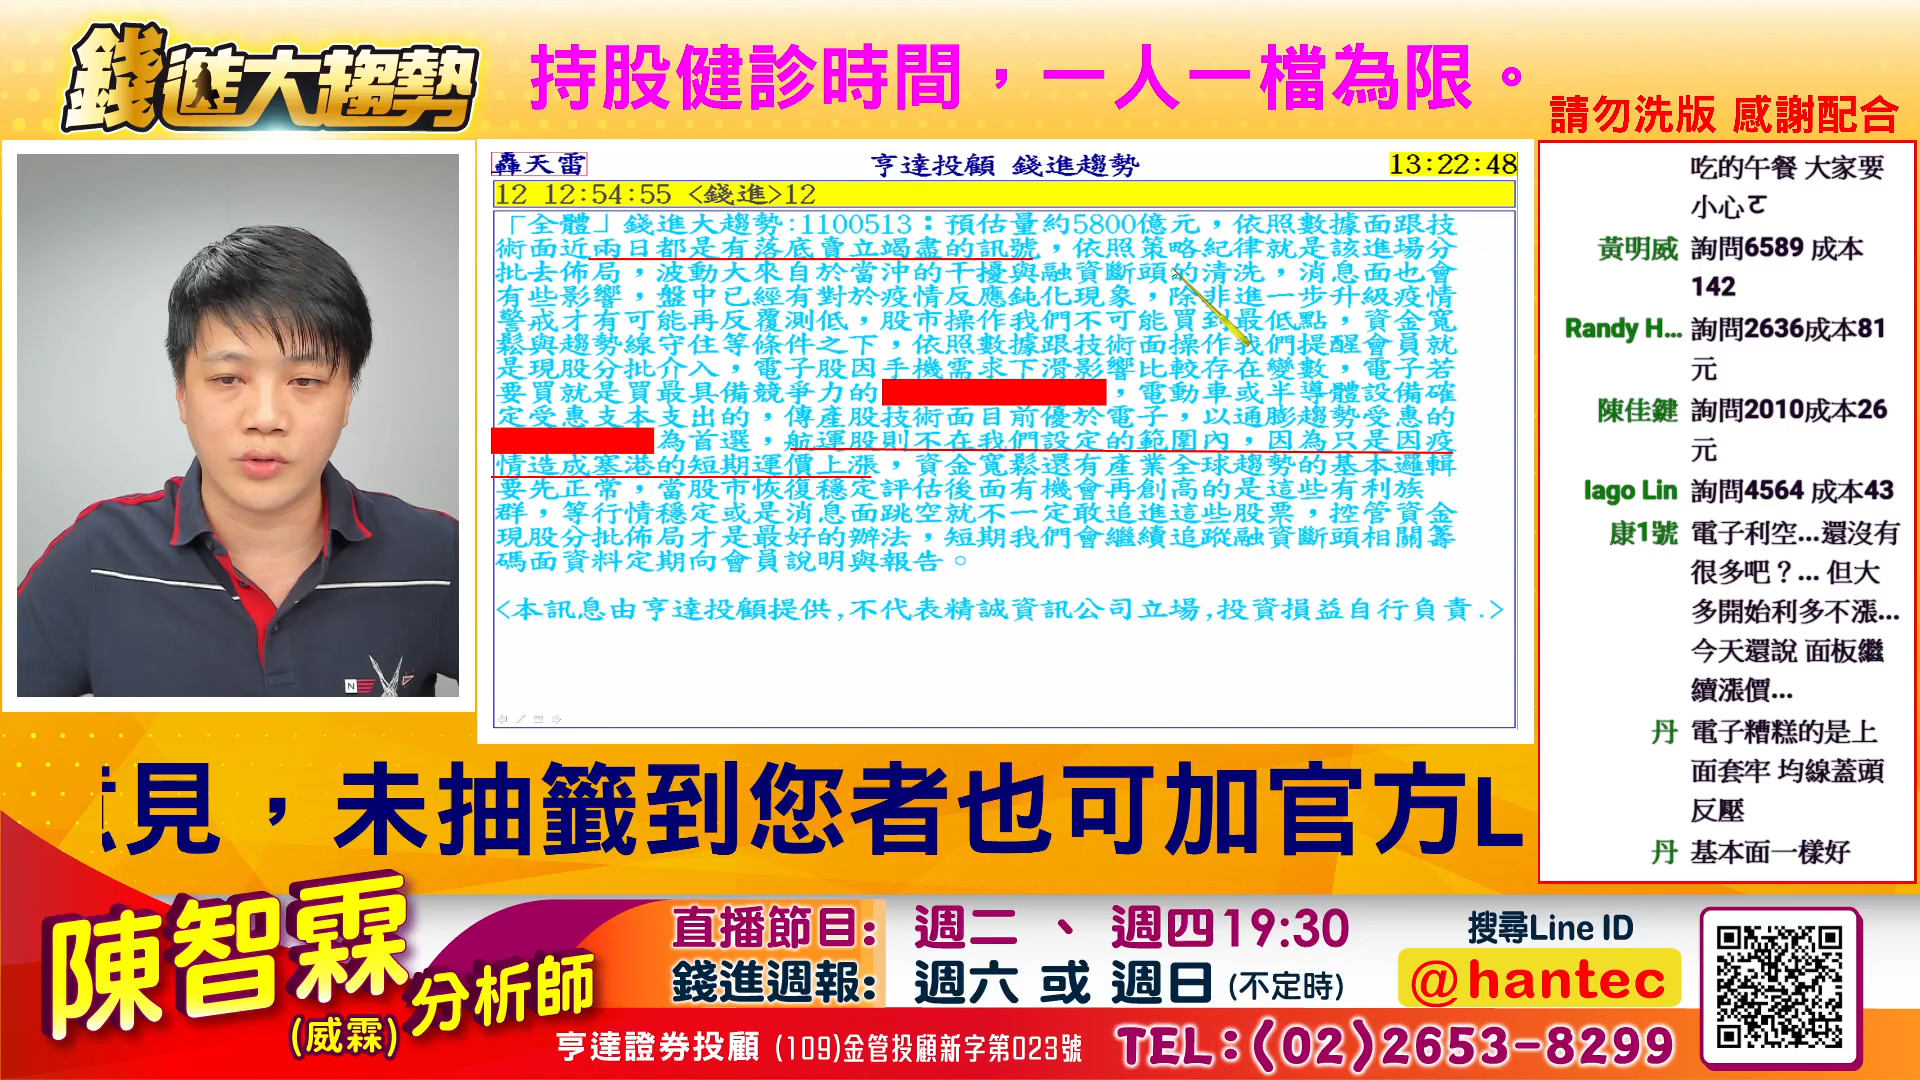 錢進大趨勢
持股健診時間，一人一檔為限。
請勿洗版 感謝配合
轟天雷
亨達投顧 錢進趨勢
13:22:48
12 12:54:55 <錢進>12
「全體」錢進大趨勢:1100513：預估量約5800億元，依照數據面跟技
術面近兩日都是有落底賣立竭盡的訊號，依照策略紀律就是該進場分
批去佈局，波動大來自於當沖的干擾與融資斷頭的清洗，消息面也會
有些影響，盤中已經有對於疫情反應鈍化現象，除非進一步升級疫情
警戒才有可能再反覆測低，股市操作我們不可能買到最低點，資金寬
鬆與趨勢線守住等條件之下，依照數據跟技術面操作我們提醒會員就
是現股分批介入，電子股因手機需求下滑影響比較存在變數，電子若
要買就是買最具備競爭力的，電動車或半導體設備確
定受惠支本支出的，傳產股技術面目前優於電子，以通膨趨勢受惠的
為首選，航運股則不在我們設定的範圍內，因為只是因疫
情造成塞港的短期運價上漲，資金寬鬆還有產業全球趨勢的基本邏輯
要先正常，當股市恢復穩定評估後面有機會再創高的是這些有利族
群，等行情穩定或是消息面跳空就不一定敢追進這些股票，控管資金
現股分批佈局才是最好的辦法，短期我們會繼續追蹤融資斷頭相關籌
碼面資料定期向會員說明與報告。
<本訊息由亨達投顧提供,不代表精誠資訊公司立場,投資損益自行負責.>
吃的午餐 大家要
小心て
黃明威 詢問6589 成本
142
Randy H... 詢問2636成本81
元
陳佳鍵 詢問2010成本26
元
Iago Lin 詢問4564 成本43
康1號 電子利空...還沒有
很多吧？... 但大
多開始利多不漲...
今天還說 面板繼
續漲價...
丹 電子糟糕的是上
面套牢 均線蓋頭
反壓
丹 基本面一樣好
見，未抽籤到您者也可加官方L
陳智霖
(威霖)
分析師
直播節目: 週二 、 週四19:30
錢進週報: 週六 或 週日 (不定時)
亨達證券投顧 (109)金管投顧新字第023號
TEL:(02)2653-8299
搜尋Line ID
@hantec